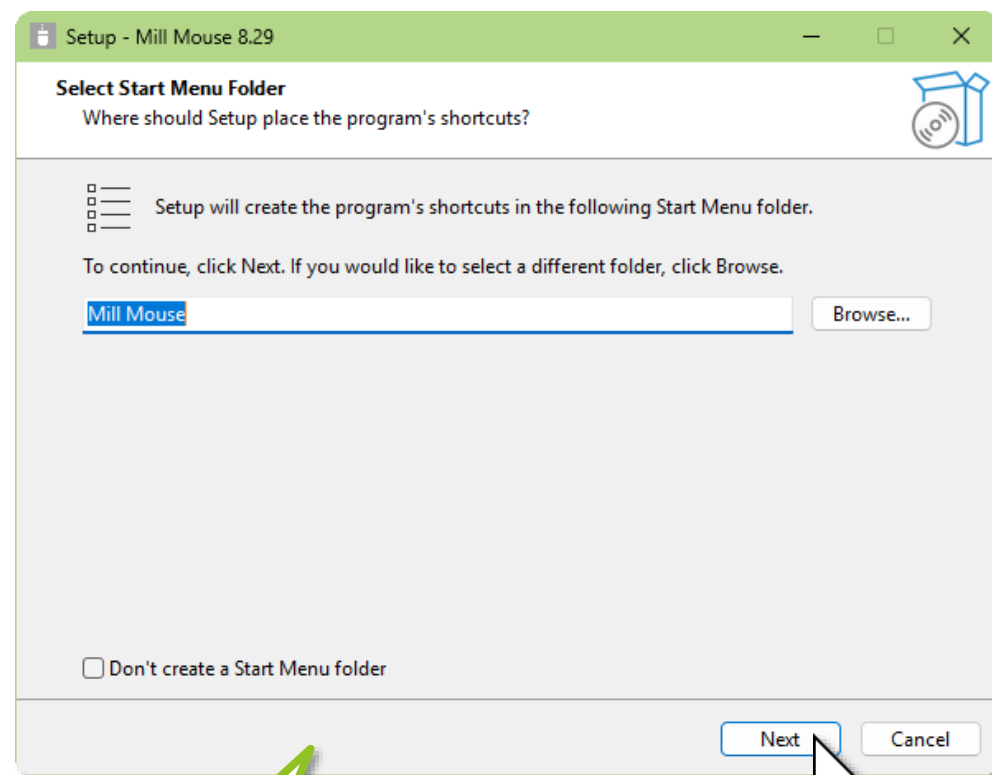 Setup - Mill Mouse 8.29
Select Start Menu Folder
Where should Setup place the program's shortcuts?
Setup will create the program's shortcuts in the following Start Menu folder.
To continue, click Next. If you would like to select a different folder, click Browse.
Mill Mouse
Browse...
Don't create a Start Menu folder
Next
Cancel